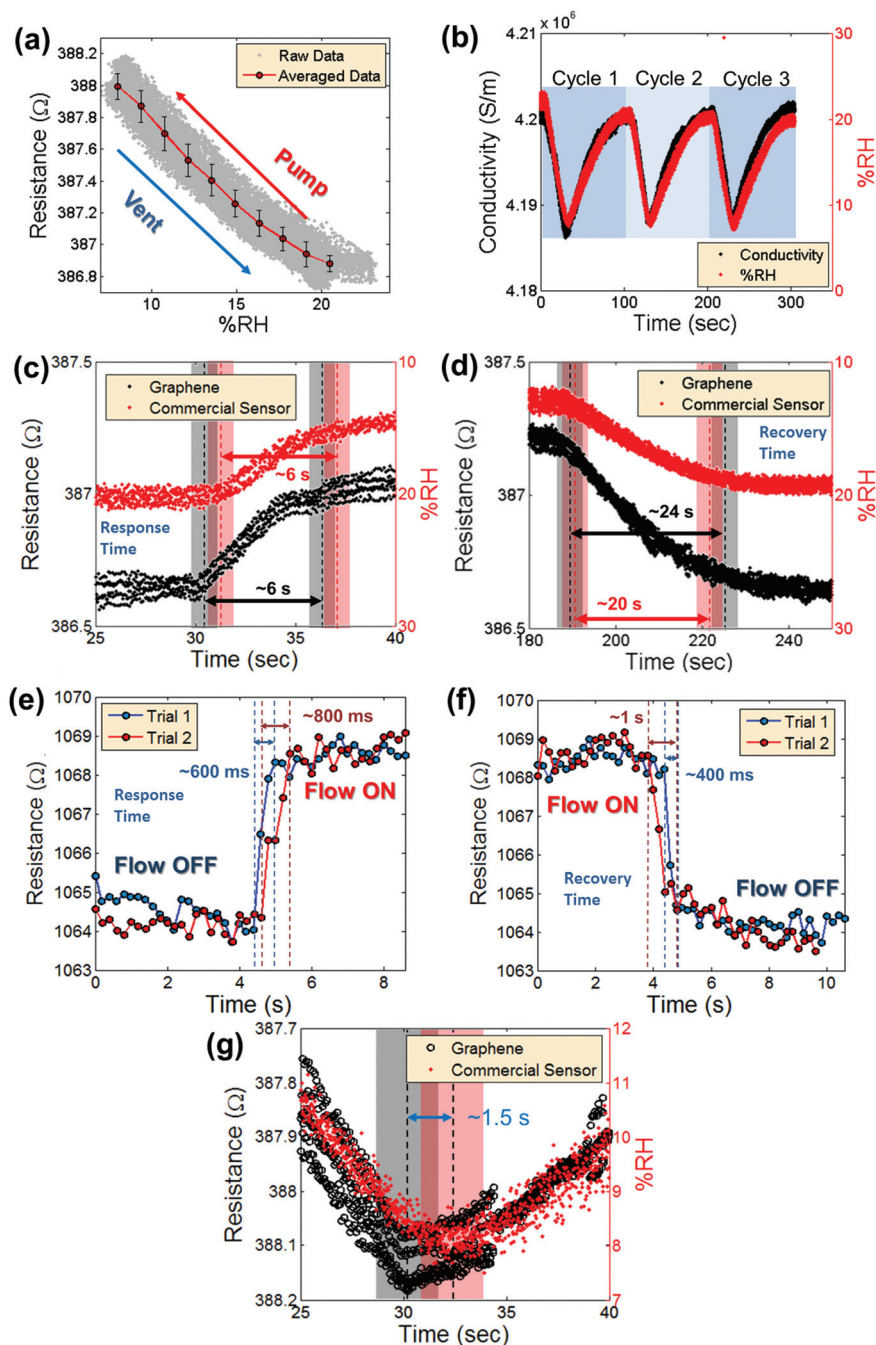 (a)
388.2
388
387.8
387.6
387.4
387.2
387
386.8
Resistance (Ω)
Raw Data
Averaged Data
Pump
Vent
10
15
20
%RH
(b)
4.21 x 10⁶
4.20
4.19
4.18
Conductivity (S/m)
Cycle 1
Cycle 2
Cycle 3
30
20
10
0
%RH
Conductivity
%RH
0
100
200
300
Time (sec)
(c)
387.5
387
386.5
Resistance (Ω)
Graphene
Commercial Sensor
~6 s
Response
Time
~6 s
10
20
30
%RH
25
30
35
40
Time (sec)
(d)
387.5
387
386.5
Resistance (Ω)
Graphene
Commercial Sensor
Recovery
Time
~24 s
~20 s
10
20
30
%RH
180
200
220
240
Time (sec)
(e)
1070
1069
1068
1067
1066
1065
1064
1063
Resistance (Ω)
Trial 1
Trial 2
~800 ms
~600 ms
Response
Time
Flow ON
Flow OFF
0
2
4
6
8
Time (s)
(f)
1070
1069
1068
1067
1066
1065
1064
1063
Resistance (Ω)
~1 s
Trial 1
Trial 2
~400 ms
Flow ON
Recovery
Time
Flow OFF
0
2
4
6
8
10
Time (s)
(g)
387.7
387.8
387.9
388
388.1
388.2
Resistance (Ω)
Graphene
Commercial Sensor
~1.5 s
12
11
10
9
8
7
%RH
25
30
35
40
Time (sec)